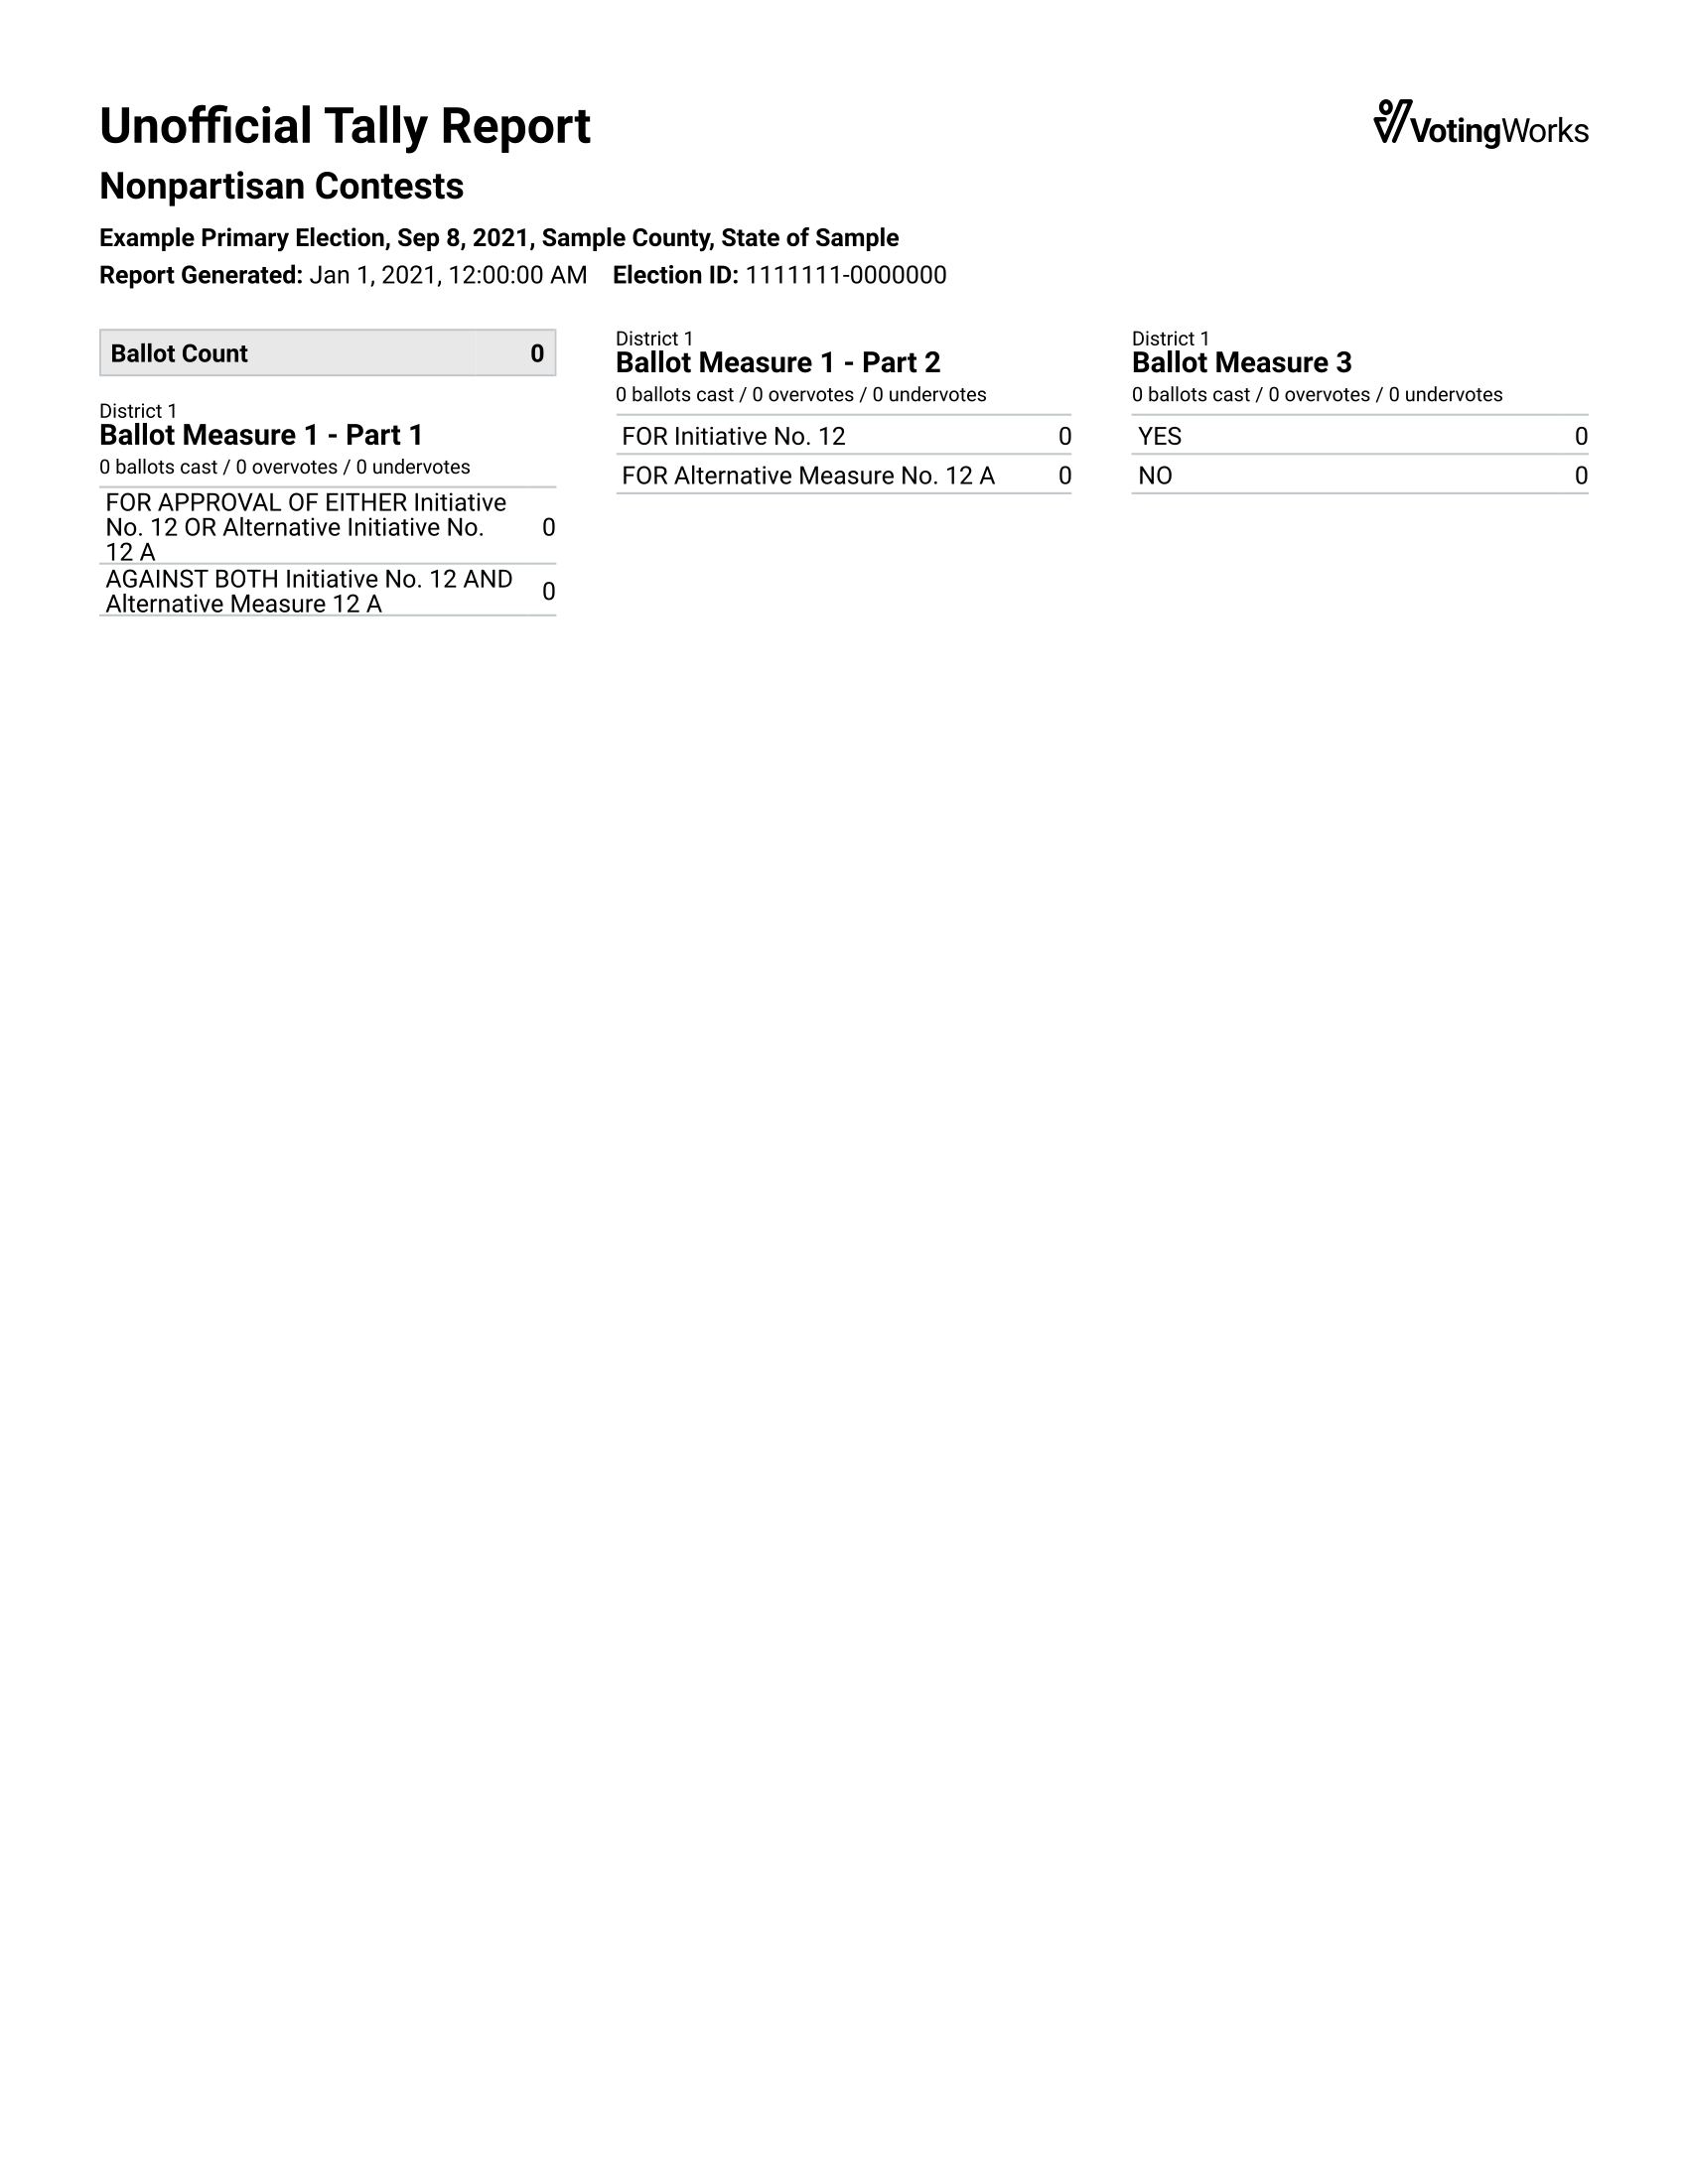 Unofficial Tally Report
VotingWorks
Nonpartisan Contests
Example Primary Election, Sep 8, 2021, Sample County, State of Sample
Report Generated: Jan 1, 2021, 12:00:00 AM Election ID: 1111111-0000000
Ballot Count 0
District 1
Ballot Measure 1 - Part 1
0 ballots cast / 0 overvotes / 0 undervotes
FOR APPROVAL OF EITHER Initiative
No. 12 OR Alternative Initiative No. 0
12 A
AGAINST BOTH Initiative No. 12 AND
Alternative Measure 12 A 0
District 1
Ballot Measure 1 - Part 2
0 ballots cast / 0 overvotes / 0 undervotes
FOR Initiative No. 12 0
FOR Alternative Measure No. 12 A 0
District 1
Ballot Measure 3
0 ballots cast / 0 overvotes / 0 undervotes
YES 0
NO 0